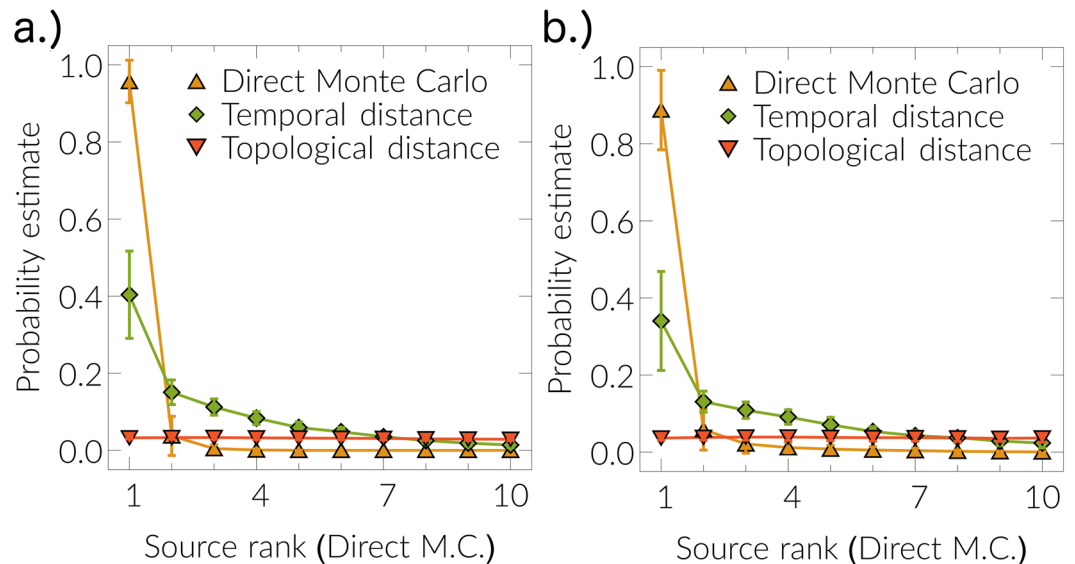 a.)
Probability estimate
1.0
0.8
0.6
0.4
0.2
0.0
Direct Monte Carlo
Temporal distance
Topological distance
1 4 7 10
Source rank (Direct M.C.)
b.)
Probability estimate
1.0
0.8
0.6
0.4
0.2
0.0
Direct Monte Carlo
Temporal distance
Topological distance
1 4 7 10
Source rank (Direct M.C.)